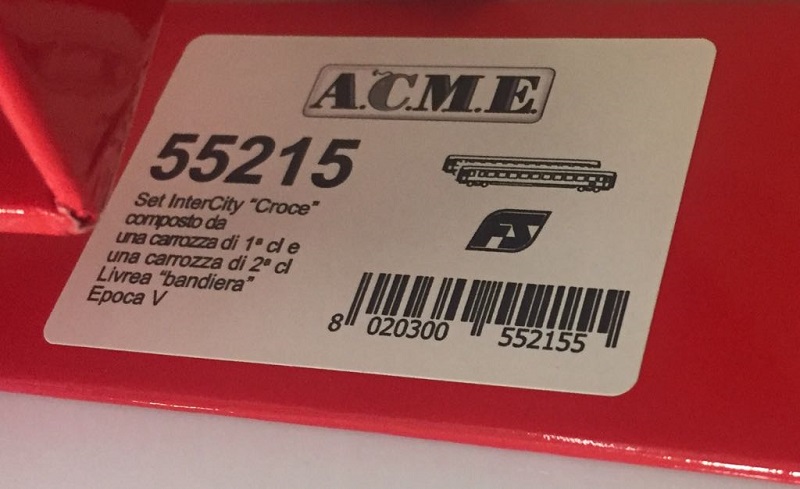 A.C.M.E.
55215
Set InterCity "Croce"
composto da
una carrozza di 1ª cl e
una carrozza di 2ª cl
Livrea "bandiera"
Epoca V
FS
8 020300 552155